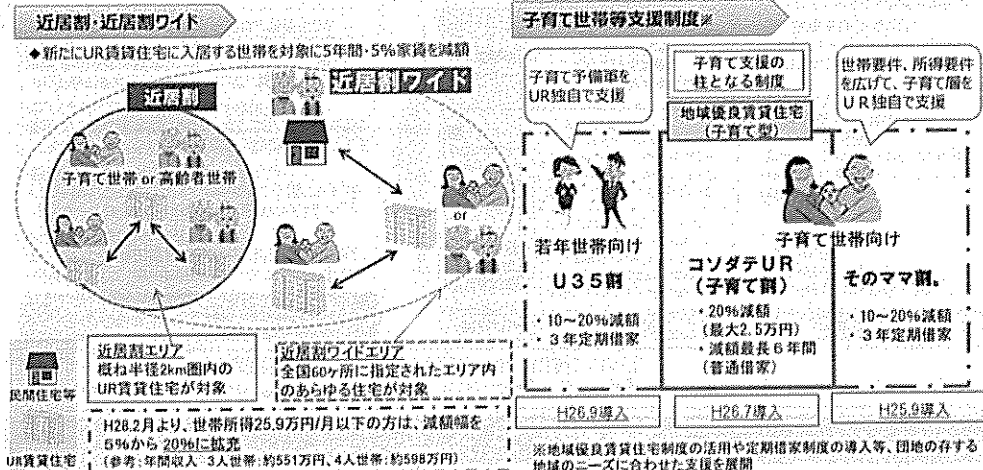 近居割・近居割ワイド
◆新たにUR賃貸住宅に入居する世帯を対象に5年間・5%家賃を減額
近居割
近居割ワイド
子育て世帯 or 高齢者世帯
or
近居割エリア
概ね半径2km圏内の
UR賃貸住宅が対象
近居割ワイドエリア
全国60ヶ所に指定されたエリア内
のあらゆる住宅が対象
民間住宅等
UR賃貸住宅
H28.2月より、世帯所得25.9万円/月以下の方は、減額幅を
5%から 20%に拡充
(参考:年間収入 3人世帯:約551万円、4人世帯:約598万円)
子育て世帯等支援制度※
子育て予備軍を
UR独自で支援
子育て支援の
柱となる制度
世帯要件、所得要件
を広げて、子育て層を
UR独自で支援
地域優良賃貸住宅
(子育て型)
若年世帯向け
U35割
・10~20%減額
・3年定期借家
子育て世帯向け
コソダテUR
(子育て割)
・20%減額
(最大2.5万円)
・減額最長6年間
(普通借家)
そのママ割。
・10~20%減額
・3年定期借家
H26.9導入
H26.7導入
H25.9導入
※地域優良賃貸住宅制度の活用や定期借家制度の導入等、団地の存する
地域のニーズに合わせた支援を展開